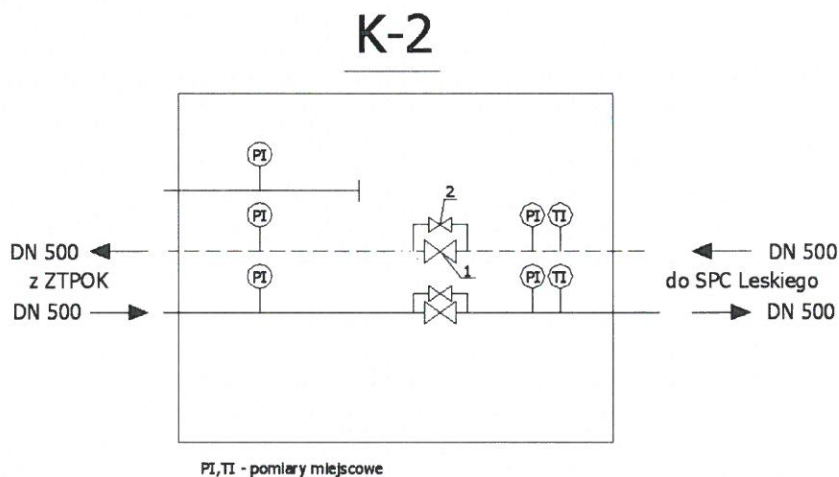 K-2
PI
2
PI
PI
TI
DN 500
DN 500
z ZTPOK
1
do SPC Leskiego
PI
PI
TI
DN 500
DN 500
PI,TI - pomiary miejscowe